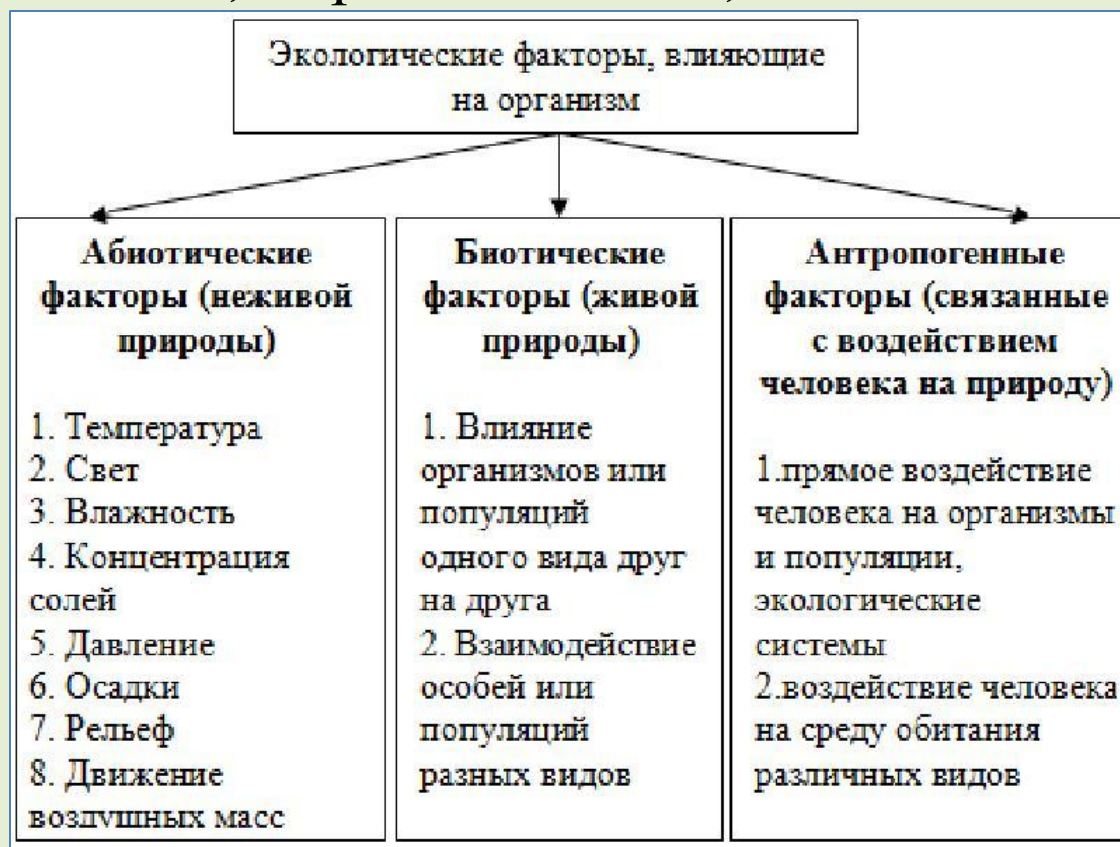 Экологические факторы, влияющие
на организм
Абиотические
факторы (неживой
природы)
1. Температура
2. Свет
3. Влажность
4. Концентрация
солей
5. Давление
6. Осадки
7. Рельеф
8. Движение
воздушных масс
Биотические
факторы (живой
природы)
1. Влияние
организмов или
популяций
одного вида друг
на друга
2. Взаимодействие
особей или
популяций
разных видов
Антропогенные
факторы (связанные
с воздействием
человека на природу)
1.прямое воздействие
человека на организмы
и популяции,
экологические
системы
2.воздействие человека
на среду обитания
различных видов